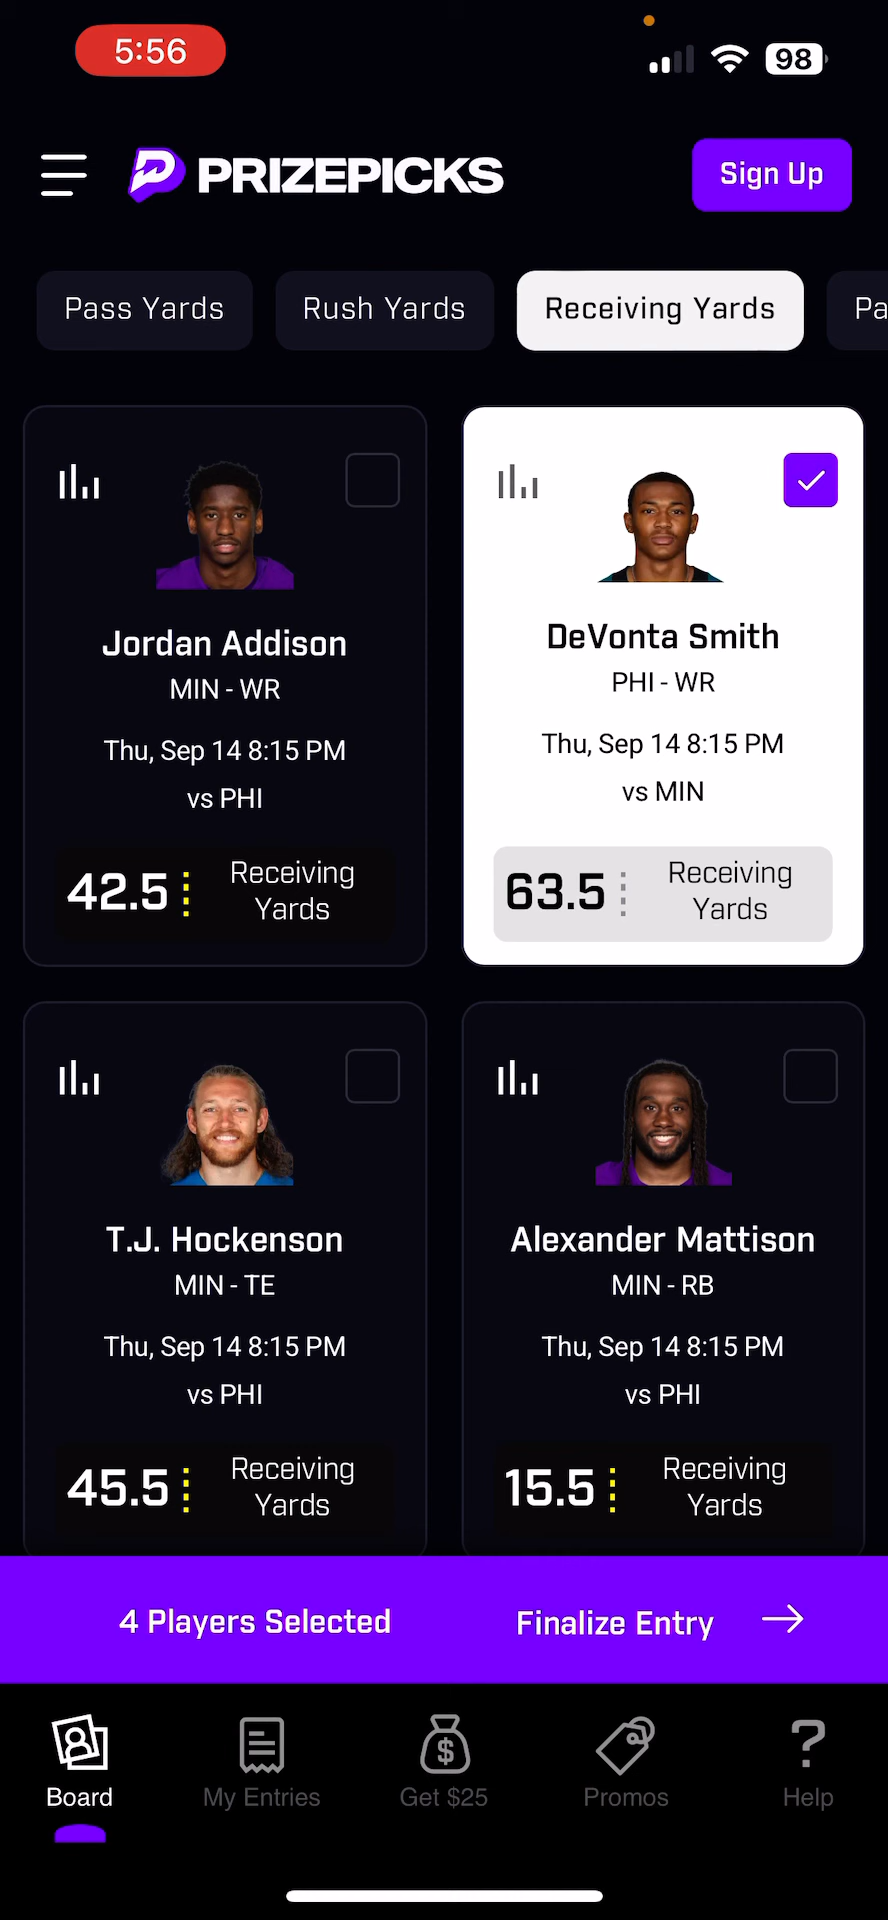 5:56
98
PRIZEPICKS
Sign Up
Pass Yards
Rush Yards
Receiving Yards
Pa
Jordan Addison
MIN - WR
Thu, Sep 14 8:15 PM
vs PHI
42.5
Receiving
Yards
DeVonta Smith
PHI - WR
Thu, Sep 14 8:15 PM
vs MIN
63.5
Receiving
Yards
T.J. Hockenson
MIN - TE
Thu, Sep 14 8:15 PM
vs PHI
45.5
Receiving
Yards
Alexander Mattison
MIN - RB
Thu, Sep 14 8:15 PM
vs PHI
15.5
Receiving
Yards
4 Players Selected
Finalize Entry
Board
My Entries
Get $25
Promos
Help